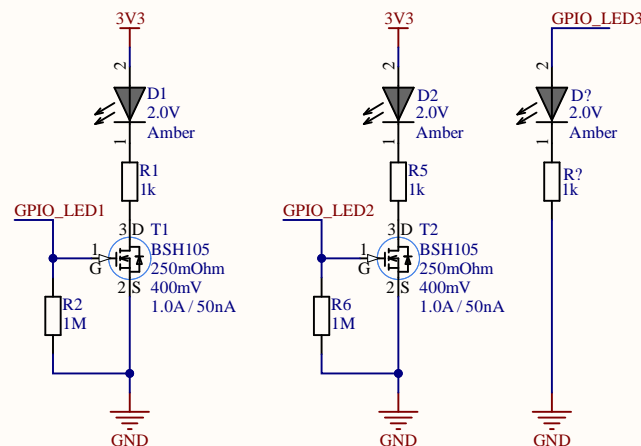 3V3
2
D1
2.0V
Amber
1
R1
1k
GPIO_LED1
3 D
T1
1
G
BSH105
250mOhm
400mV
1.0A / 50nA
2 S
R2
1M
GND
3V3
2
D2
2.0V
Amber
1
R5
1k
GPIO_LED2
3 D
T2
1
G
BSH105
250mOhm
400mV
1.0A / 50nA
2 S
R6
1M
GND
GPIO_LED3
2
D?
2.0V
Amber
1
R?
1k
GND